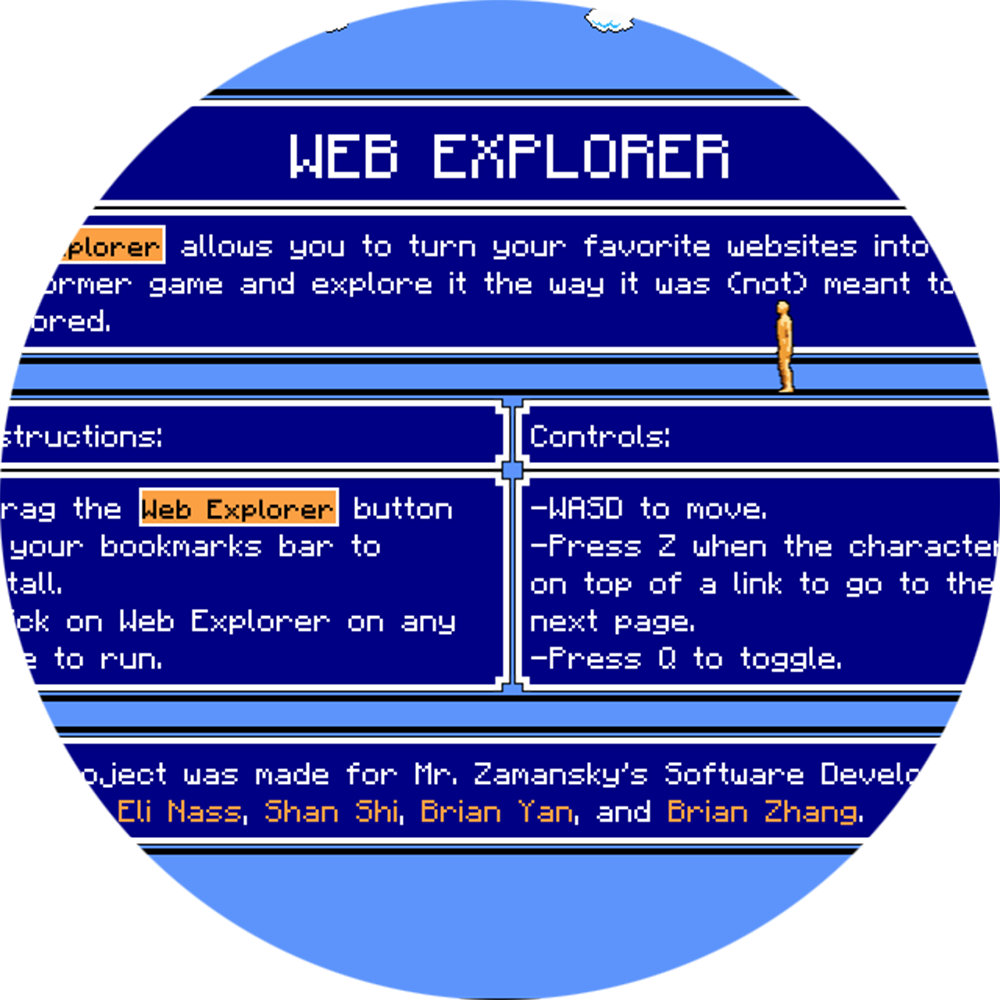 WEB EXPLORER
plorer allows you to turn your favorite websites into
ormer game and explore it the way it was (not) meant to
ored.
structions:
rag the Web Explorer button
your bookmarks bar to
tall.
ick on Web Explorer on any
e to run.
Controls:
-WASD to move.
-Press Z when the character
on top of a link to go to the
next page.
-Press Q to toggle.
oject was made for Mr. Zamansky's Software Develo
Eli Nass, Shan Shi, Brian Yan, and Brian Zhang.